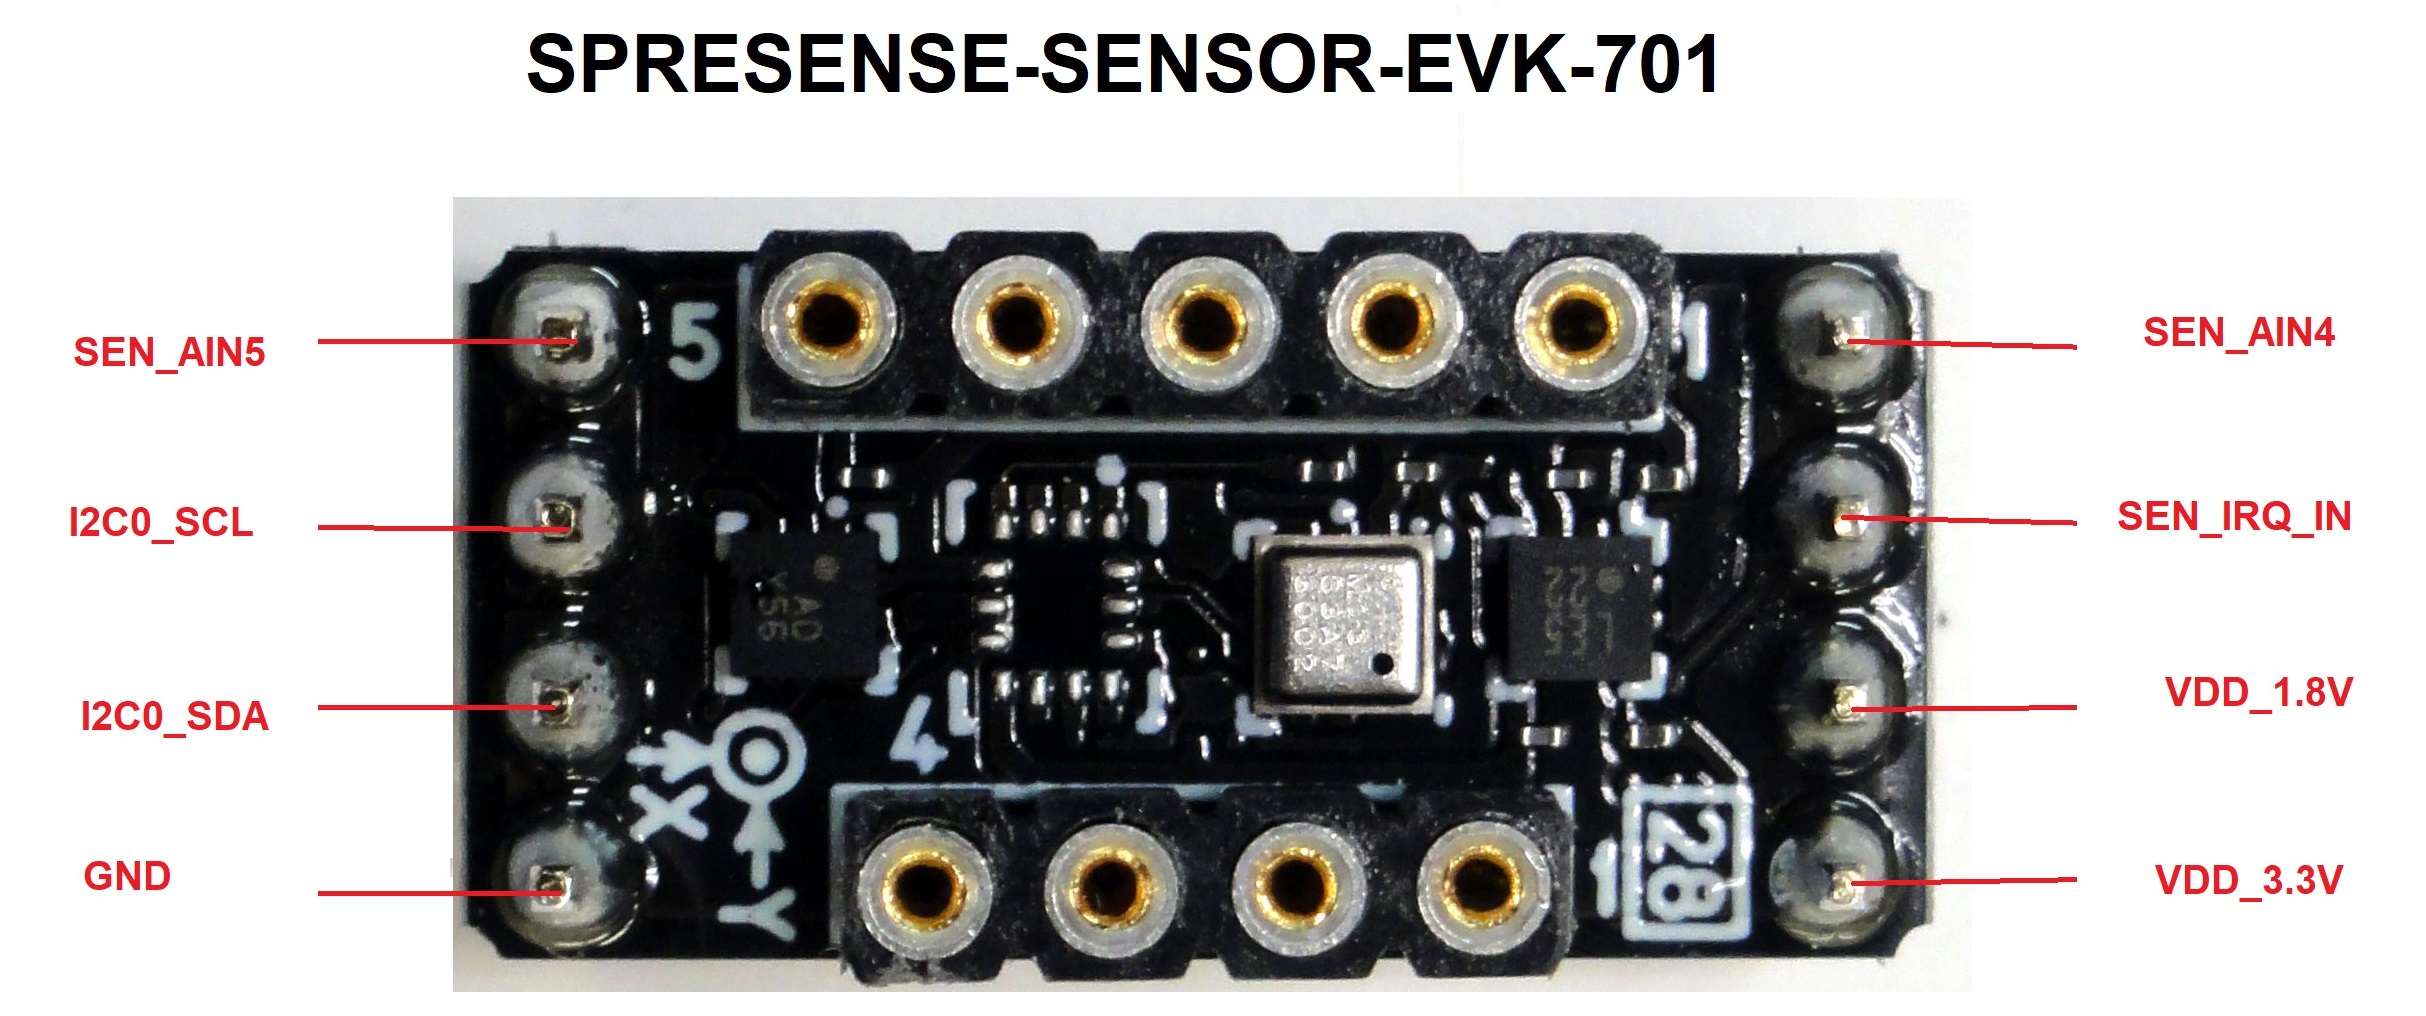 SPRESENSE-SENSOR-EVK-701
SEN_AIN5
5
1
SEN_AIN4
I2C0_SCL
SEN_IRQ_IN
I2C0_SDA
4
VDD_1.8V
X
GND
Y
1
28
VDD_3.3V